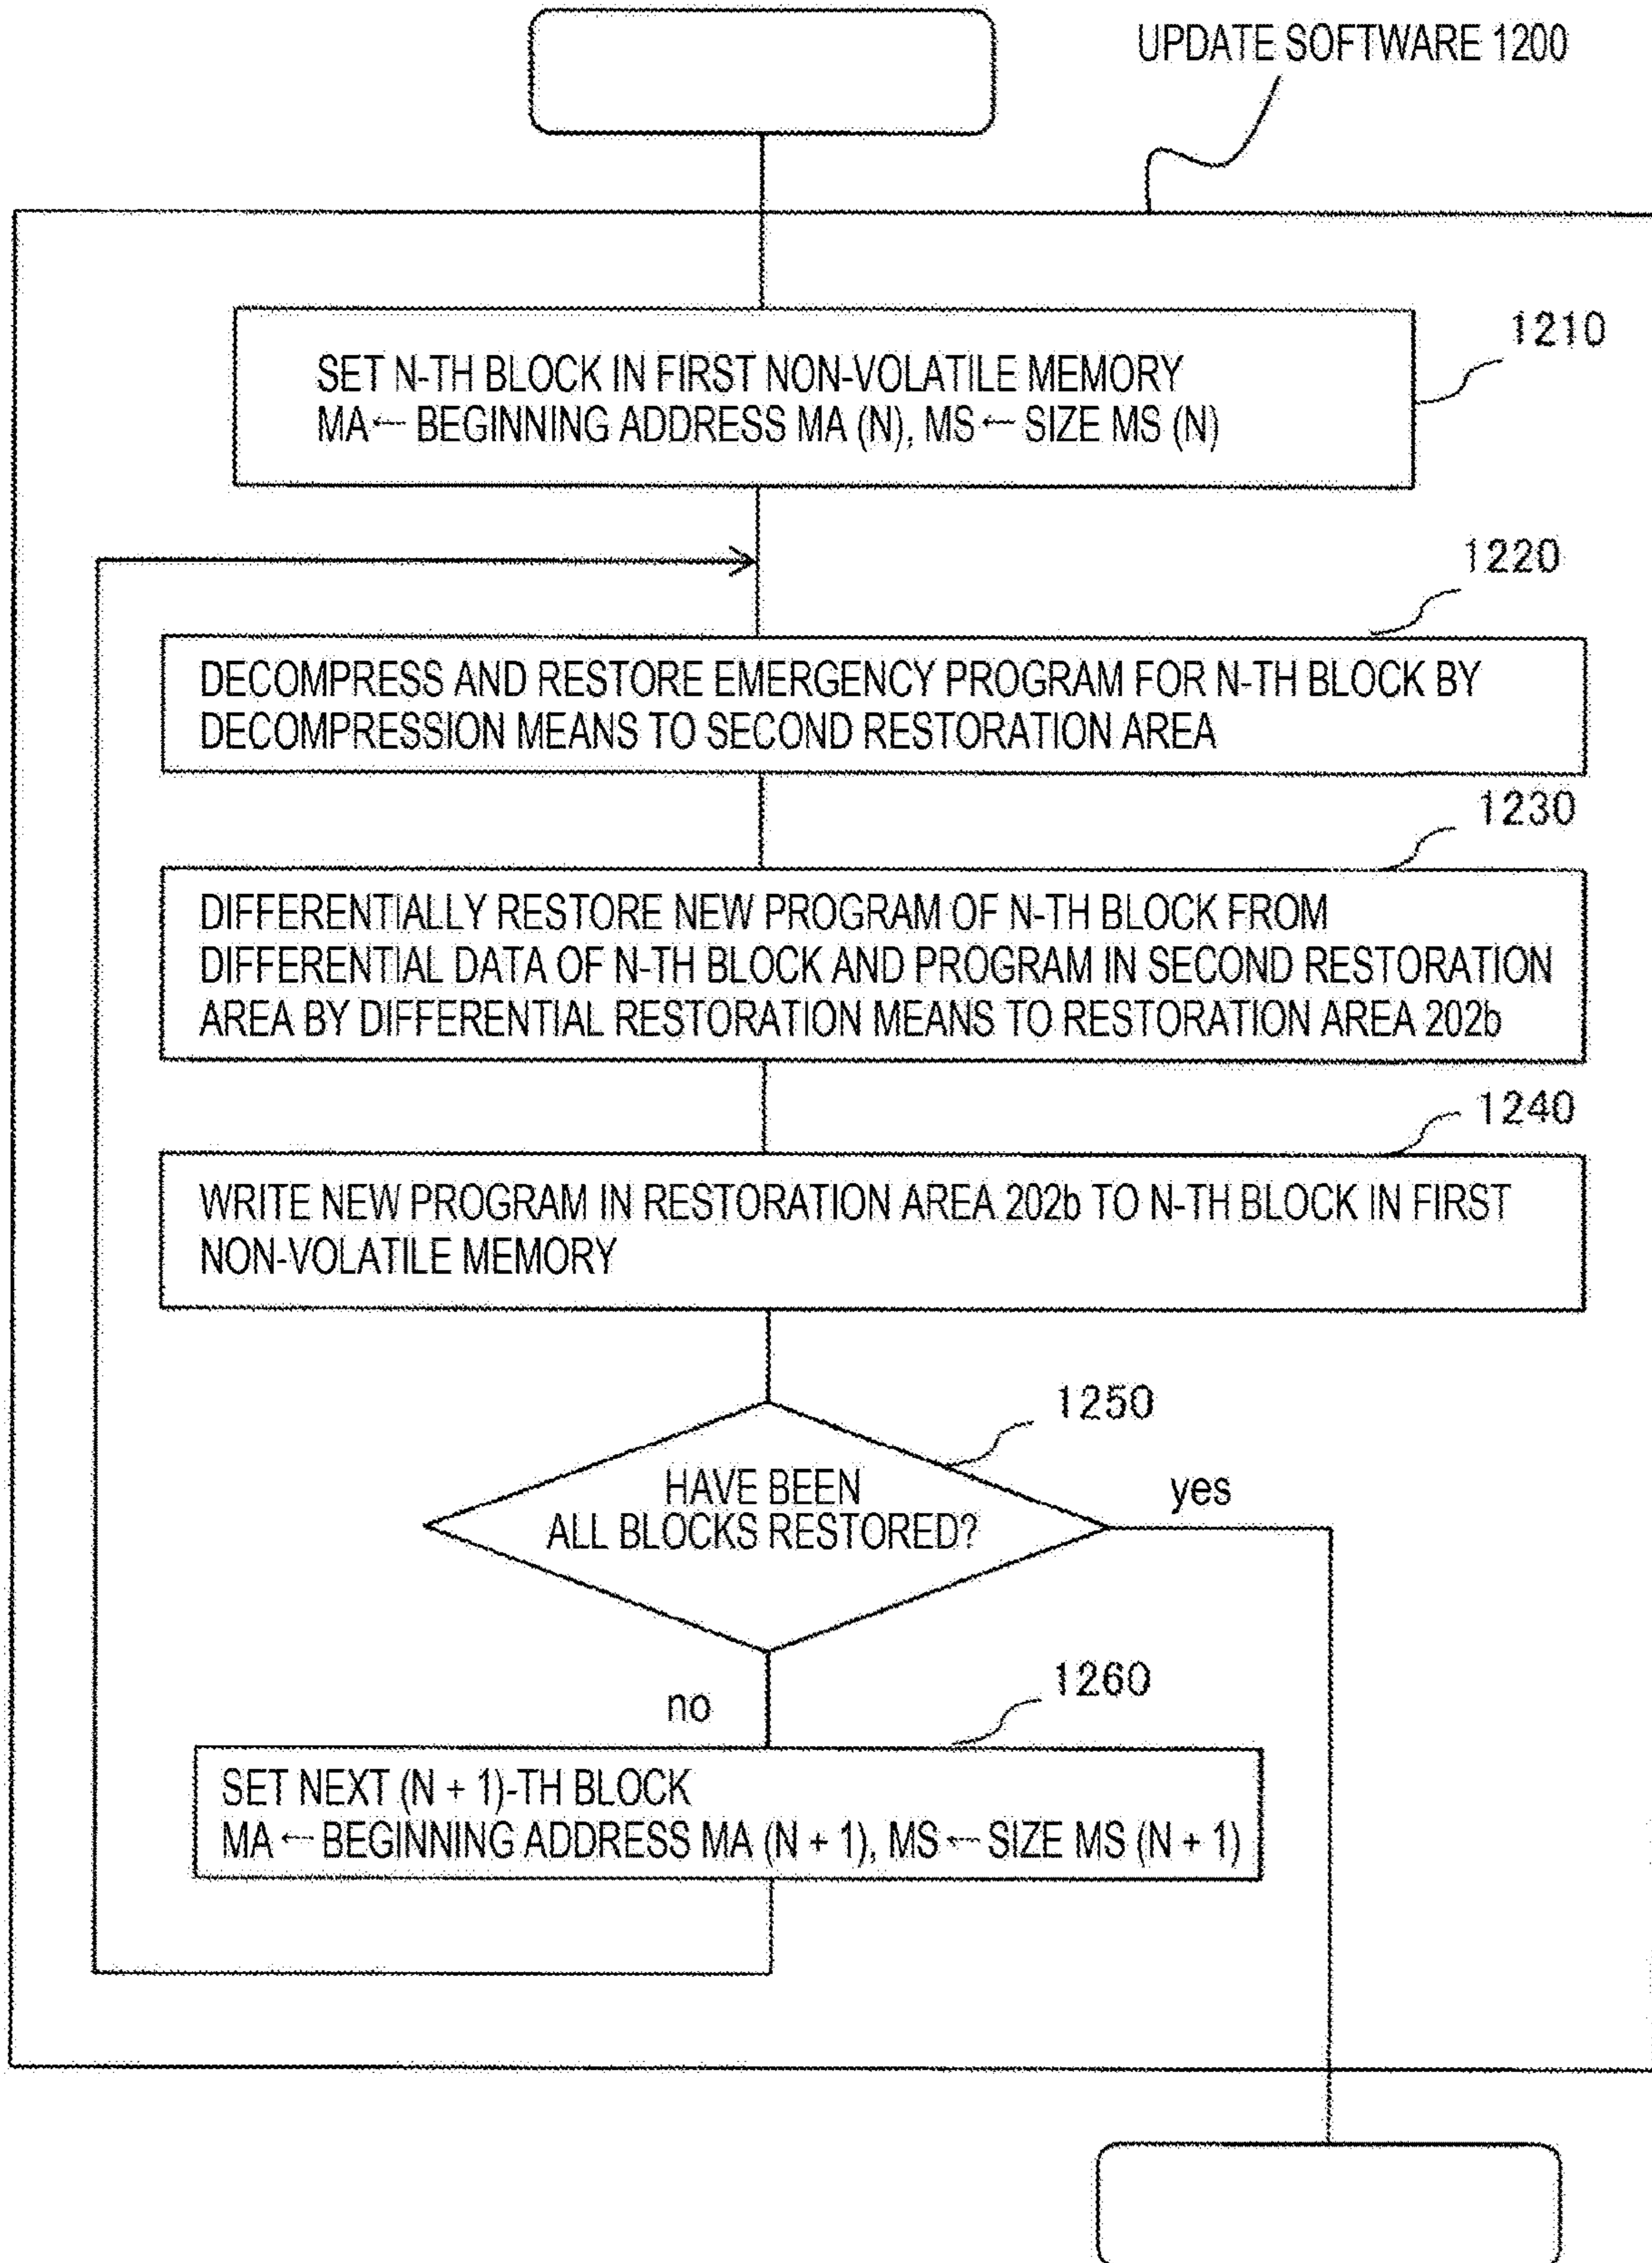 UPDATE SOFTWARE 1200
1210
SET N-TH BLOCK IN FIRST NON-VOLATILE MEMORY
MA ← BEGINNING ADDRESS MA (N), MS ← SIZE MS (N)
1220
DECOMPRESS AND RESTORE EMERGENCY PROGRAM FOR N-TH BLOCK BY
DECOMPRESSION MEANS TO SECOND RESTORATION AREA
1230
DIFFERENTIALLY RESTORE NEW PROGRAM OF N-TH BLOCK FROM
DIFFERENTIAL DATA OF N-TH BLOCK AND PROGRAM IN SECOND RESTORATION
AREA BY DIFFERENTIAL RESTORATION MEANS TO RESTORATION AREA 202b
1240
WRITE NEW PROGRAM IN RESTORATION AREA 202b TO N-TH BLOCK IN FIRST
NON-VOLATILE MEMORY
1250
HAVE BEEN
ALL BLOCKS RESTORED?
yes
no
1260
SET NEXT (N + 1)-TH BLOCK
MA ← BEGINNING ADDRESS MA (N + 1), MS ← SIZE MS (N + 1)